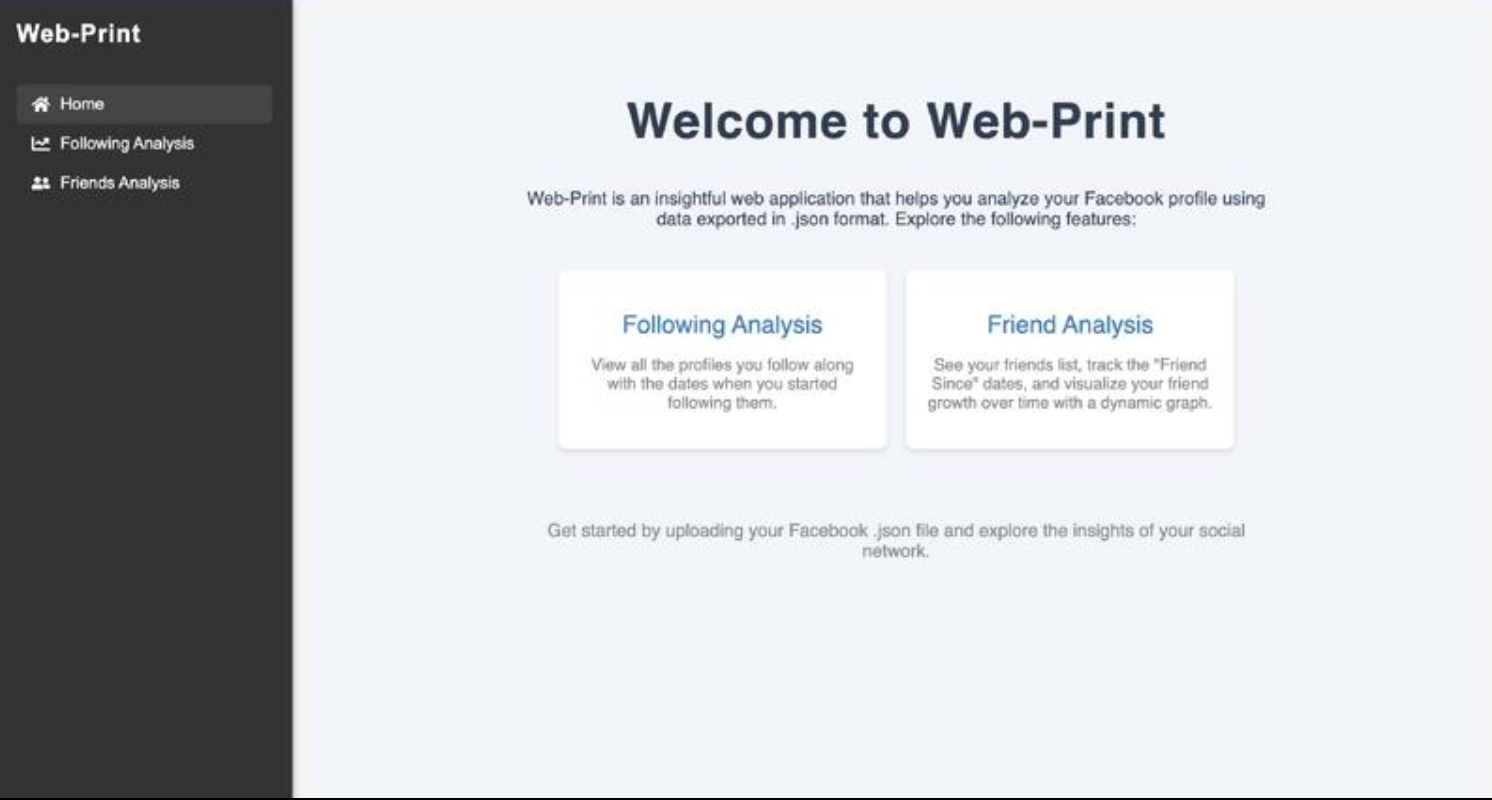 Web-Print
Home
Following Analysis
Friends Analysis
Welcome to Web-Print
Web-Print is an insightful web application that helps you analyze your Facebook profile using
data exported in .json format. Explore the following features:
Following Analysis
View all the profiles you follow along
with the dates when you started
following them.
Friend Analysis
See your friends list, track the "Friend
Since" dates, and visualize your friend
growth over time with a dynamic graph.
Get started by uploading your Facebook .json file and explore the insights of your social
network.